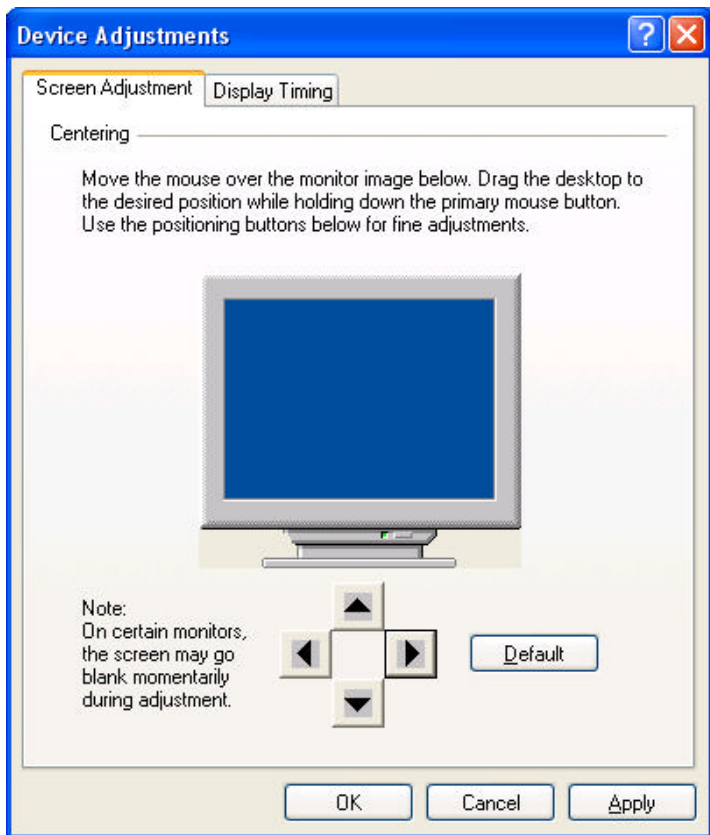 Device Adjustments
Screen Adjustment
Display Timing
Centering
Move the mouse over the monitor image below. Drag the desktop to
the desired position while holding down the primary mouse button.
Use the positioning buttons below for fine adjustments.
Note:
On certain monitors,
the screen may go
blank momentarily
during adjustment.
Default
OK
Cancel
Apply